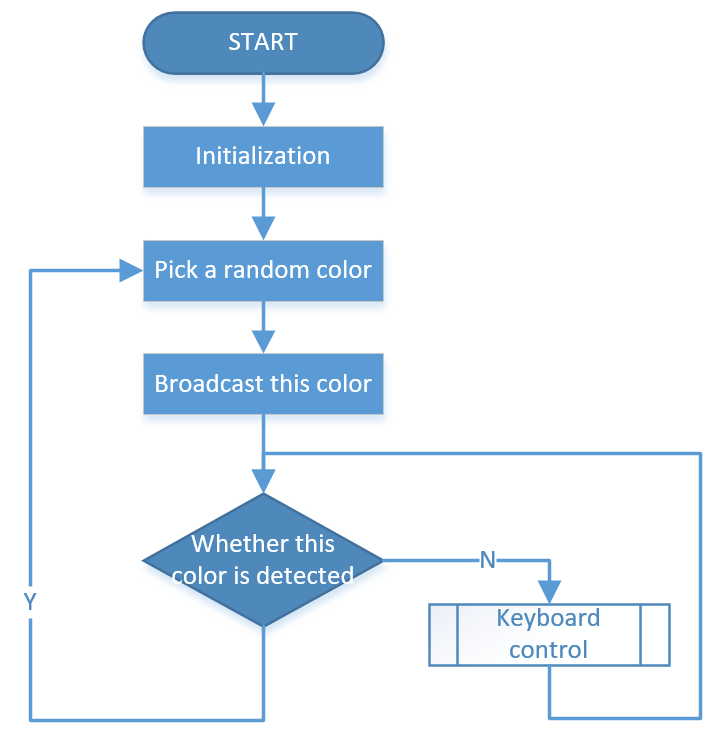 START
Initialization
Pick a random color
Broadcast this color
Whether this
color is detected
N
Y
Keyboard
control